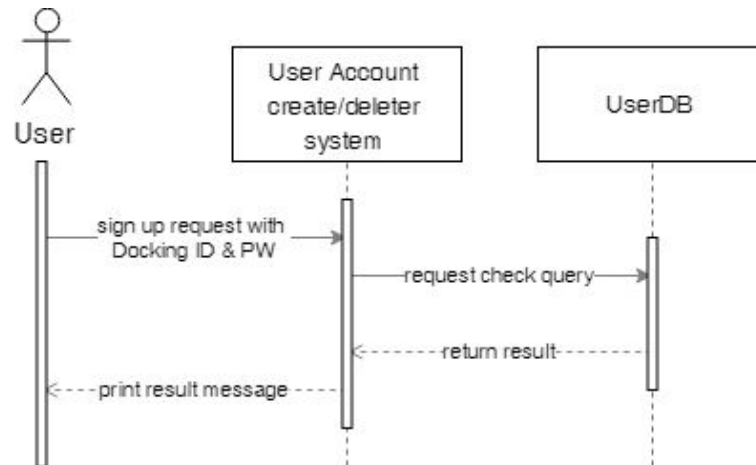 User
User Account
create/deleter
system
UserDB
sign up request with
Docking ID & PW
request check query
return result
print result message